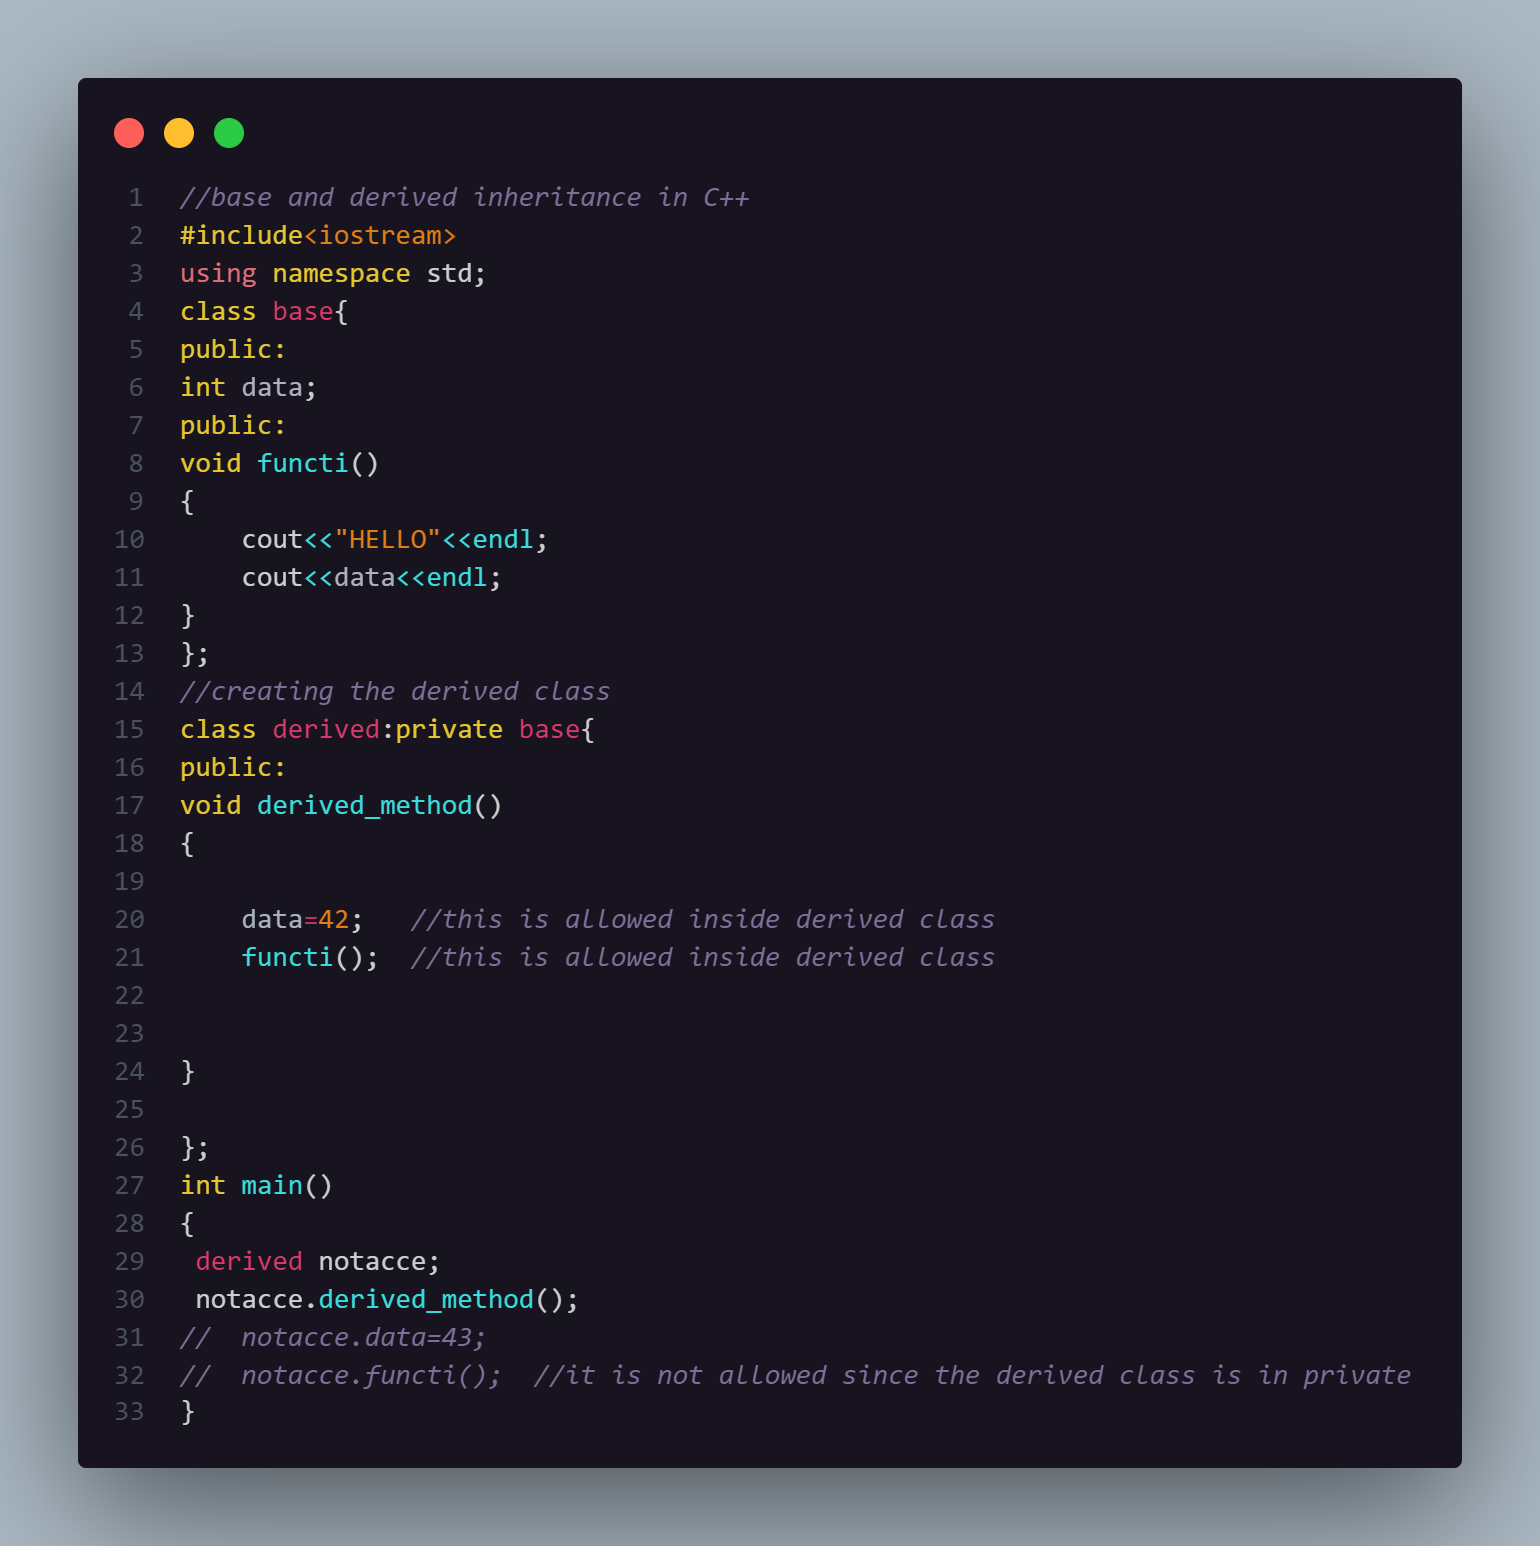 1 //base and derived inheritance in C++
2 #include<iostream>
3 using namespace std;
4 class base{
5 public:
6 int data;
7 public:
8 void functi()
9 {
10     cout<<"HELLO"<<endl;
11     cout<<data<<endl;
12 }
13 };
14 //creating the derived class
15 class derived:private base{
16 public:
17 void derived_method()
18 {
19
20     data=42;   //this is allowed inside derived class
21     functi();  //this is allowed inside derived class
22
23
24 }
25
26 };
27 int main()
28 {
29  derived notacce;
30  notacce.derived_method();
31 //  notacce.data=43;
32 //  notacce.functi();  //it is not allowed since the derived class is in private
33 }